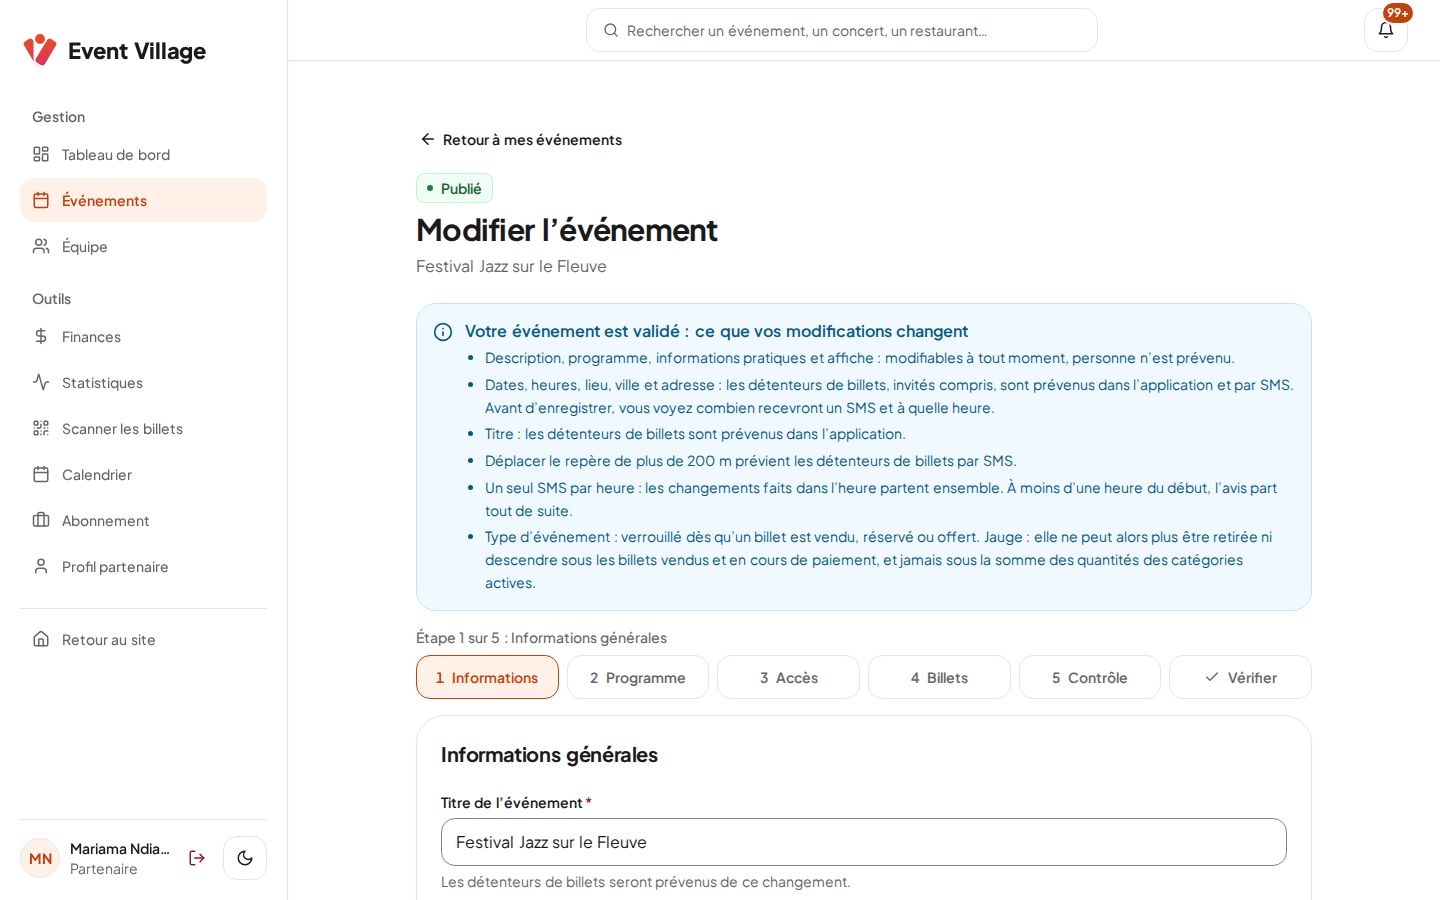 Event Village
Rechercher un événement, un concert, un restaurant...
99+
Gestion
Tableau de bord
Événements
Équipe
Outils
Finances
Statistiques
Scanner les billets
Calendrier
Abonnement
Profil partenaire
Retour au site
MN
Mariama Ndia...
Partenaire
Retour à mes événements
Publié
Modifier l’événement
Festival Jazz sur le Fleuve
Votre événement est validé : ce que vos modifications changent
• Description, programme, informations pratiques et affiche : modifiables à tout moment, personne n’est prévenu.
• Dates, heures, lieu, ville et adresse : les détenteurs de billets, invités compris, sont prévenus dans l’application et par SMS.
Avant d’enregistrer, vous voyez combien recevront un SMS et à quelle heure.
• Titre : les détenteurs de billets sont prévenus dans l’application.
• Déplacer le repère de plus de 200 m prévient les détenteurs de billets par SMS.
• Un seul SMS par heure : les changements faits dans l’heure partent ensemble. À moins d’une heure du début, l’avis part
tout de suite.
• Type d’événement : verrouillé dès qu’un billet est vendu, réservé ou offert. Jauge : elle ne peut alors plus être retirée ni
descendre sous les billets vendus et en cours de paiement, et jamais sous la somme des quantités des catégories
actives.
Étape 1 sur 5 : Informations générales
1 Informations
2 Programme
3 Accès
4 Billets
5 Contrôle
Vérifier
Informations générales
Titre de l’événement *
Festival Jazz sur le Fleuve
Les détenteurs de billets seront prévenus de ce changement.